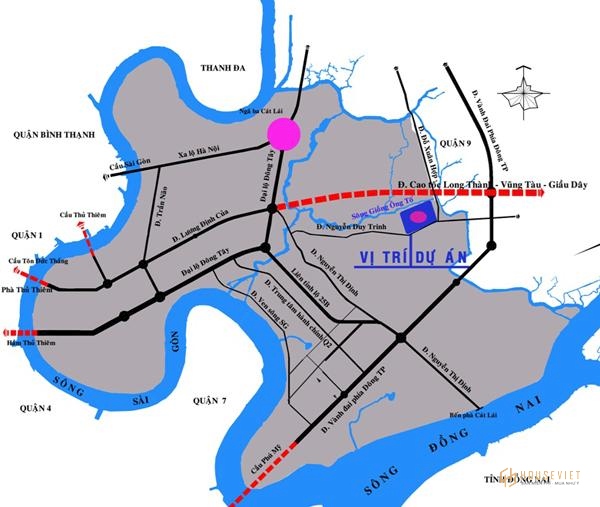 THANH ĐA
Ngã ba Cát Lái
QUẬN BÌNH THẠNH
Xa lộ Hà Nội
Cầu Sài Gòn
Đ. Trần Não
Đại lộ Đông Tây
Đ. Đỗ Xuân Hợp
QUẬN 9
Đ. Vành Đai Phía Đông TP
Đ. Cao tốc Long Thành - Vũng Tàu - Giầu Dây
Sông Giồng Ông Tố
Cầu Thủ Thiêm
Đ. Lương Định Của
Đ. Nguyễn Duy Trinh
QUẬN 1
VỊ TRÍ DỰ ÁN
Cầu Tôn Đức Thắng
Đại lộ Đông Tây
Đ. Nguyễn Thị Định
Phà Thủ Thiêm
Liên tỉnh lộ 25B
Đ. Trung tâm hành chính Q2
Đ. Ven sông SG
Hầm Thủ Thiêm
SÔNG SÀI GÒN
QUẬN 4
QUẬN 7
Đ. Nguyễn Thị Định
Đ. Vành đai phía Đông TP
Bến phà Cát Lái
Cầu Phú Mỹ
SÔNG ĐỒNG NAI
TỈNH ĐỒNG NAI
HOUSEVIET